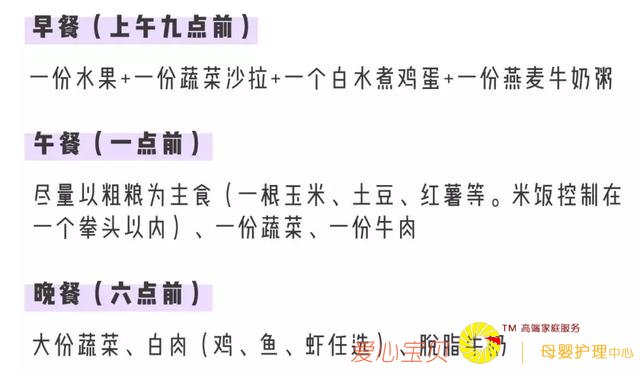 早餐（上午九点前）
一份水果+一份蔬菜沙拉+一个白水煮鸡蛋+一份燕麦牛奶粥
午餐（一点前）
尽量以粗粮为主食（一根玉米、土豆、红薯等。米饭控制在
一个拳头以内）、一份蔬菜、一份牛肉
晚餐（六点前）
大份蔬菜、白肉（鸡、鱼、虾任选）、脱脂牛奶
爱心宝贝
TM 高端家庭服务
母婴护理中心